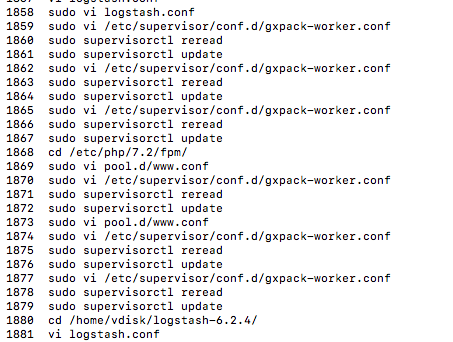 1858 sudo vi logstash.conf
1859 sudo vi /etc/supervisor/conf.d/gxpack-worker.conf
1860 sudo supervisorctl reread
1861 sudo supervisorctl update
1862 sudo vi /etc/supervisor/conf.d/gxpack-worker.conf
1863 sudo supervisorctl reread
1864 sudo supervisorctl update
1865 sudo vi /etc/supervisor/conf.d/gxpack-worker.conf
1866 sudo supervisorctl reread
1867 sudo supervisorctl update
1868 cd /etc/php/7.2/fpm/
1869 sudo vi pool.d/www.conf
1870 sudo vi /etc/supervisor/conf.d/gxpack-worker.conf
1871 sudo supervisorctl reread
1872 sudo supervisorctl update
1873 sudo vi pool.d/www.conf
1874 sudo vi /etc/supervisor/conf.d/gxpack-worker.conf
1875 sudo supervisorctl reread
1876 sudo supervisorctl update
1877 sudo vi /etc/supervisor/conf.d/gxpack-worker.conf
1878 sudo supervisorctl reread
1879 sudo supervisorctl update
1880 cd /home/vdisk/logstash-6.2.4/
1881 vi logstash.conf